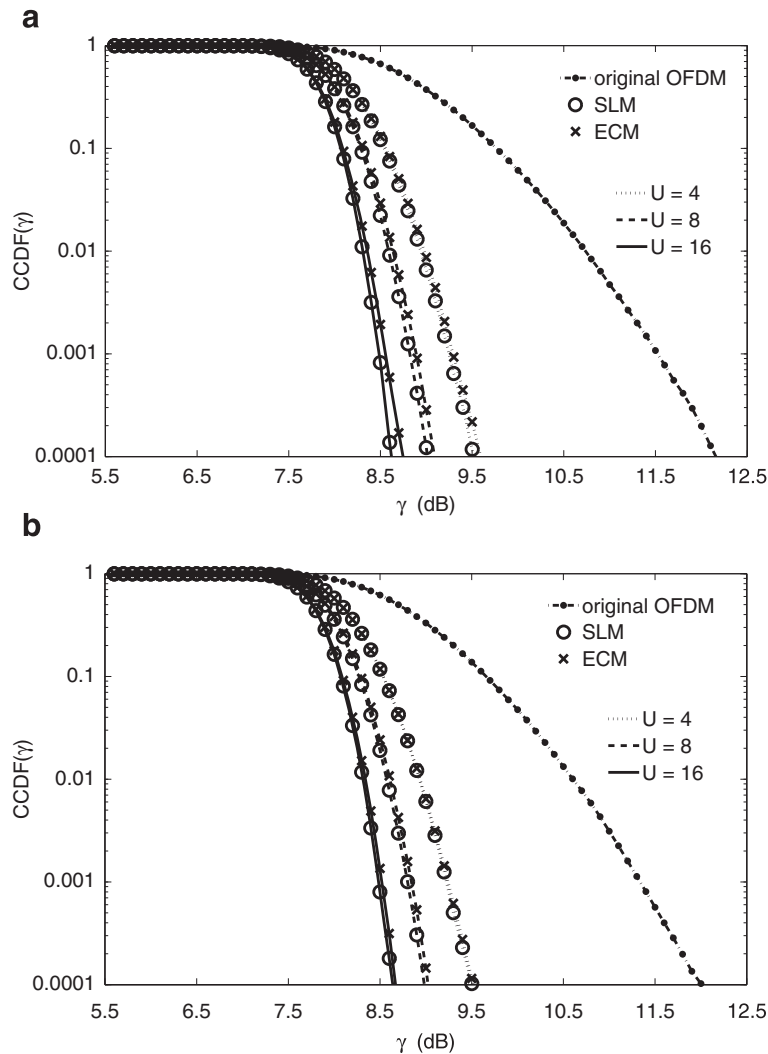 a
1
0.1
0.01
0.001
0.0001
CCDF(γ)
original OFDM
SLM
ECM
U = 4
U = 8
U = 16
5.5 6.5 7.5 8.5 9.5 10.5 11.5 12.5
γ (dB)
b
1
0.1
0.01
0.001
0.0001
CCDF(γ)
original OFDM
SLM
ECM
U = 4
U = 8
U = 16
5.5 6.5 7.5 8.5 9.5 10.5 11.5 12.5
γ (dB)